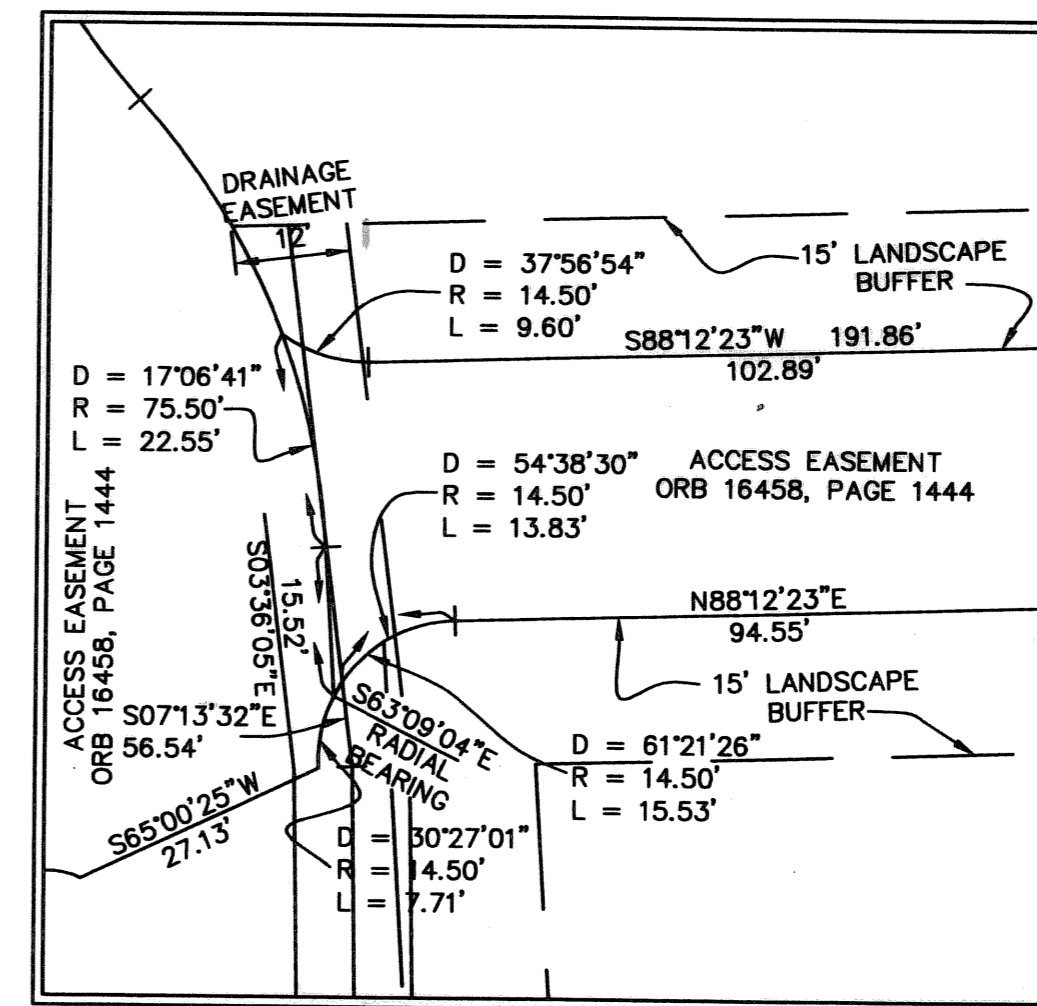 DRAINAGE
EASEMENT
12'
D = 37°56'54"
R = 14.50'
L = 9.60'
15' LANDSCAPE
BUFFER
S88°12'23"W 191.86'
102.89'
D = 17°06'41"
R = 75.50'
L = 22.55'
D = 54°38'30"
R = 14.50'
L = 13.83'
ACCESS EASEMENT
ORB 16458, PAGE 1444
ACCESS EASEMENT
ORB 16458, PAGE 1444
S03°36'05"E
15.52'
N88°12'23"E
94.55'
15' LANDSCAPE
BUFFER
S07°13'32"E
56.54'
S63°09'04"E
RADIAL
BEARING
D = 61°21'26"
R = 14.50'
L = 15.53'
S65°00'25"W
27.13'
D = 30°27'01"
R = 14.50'
L = 7.71'